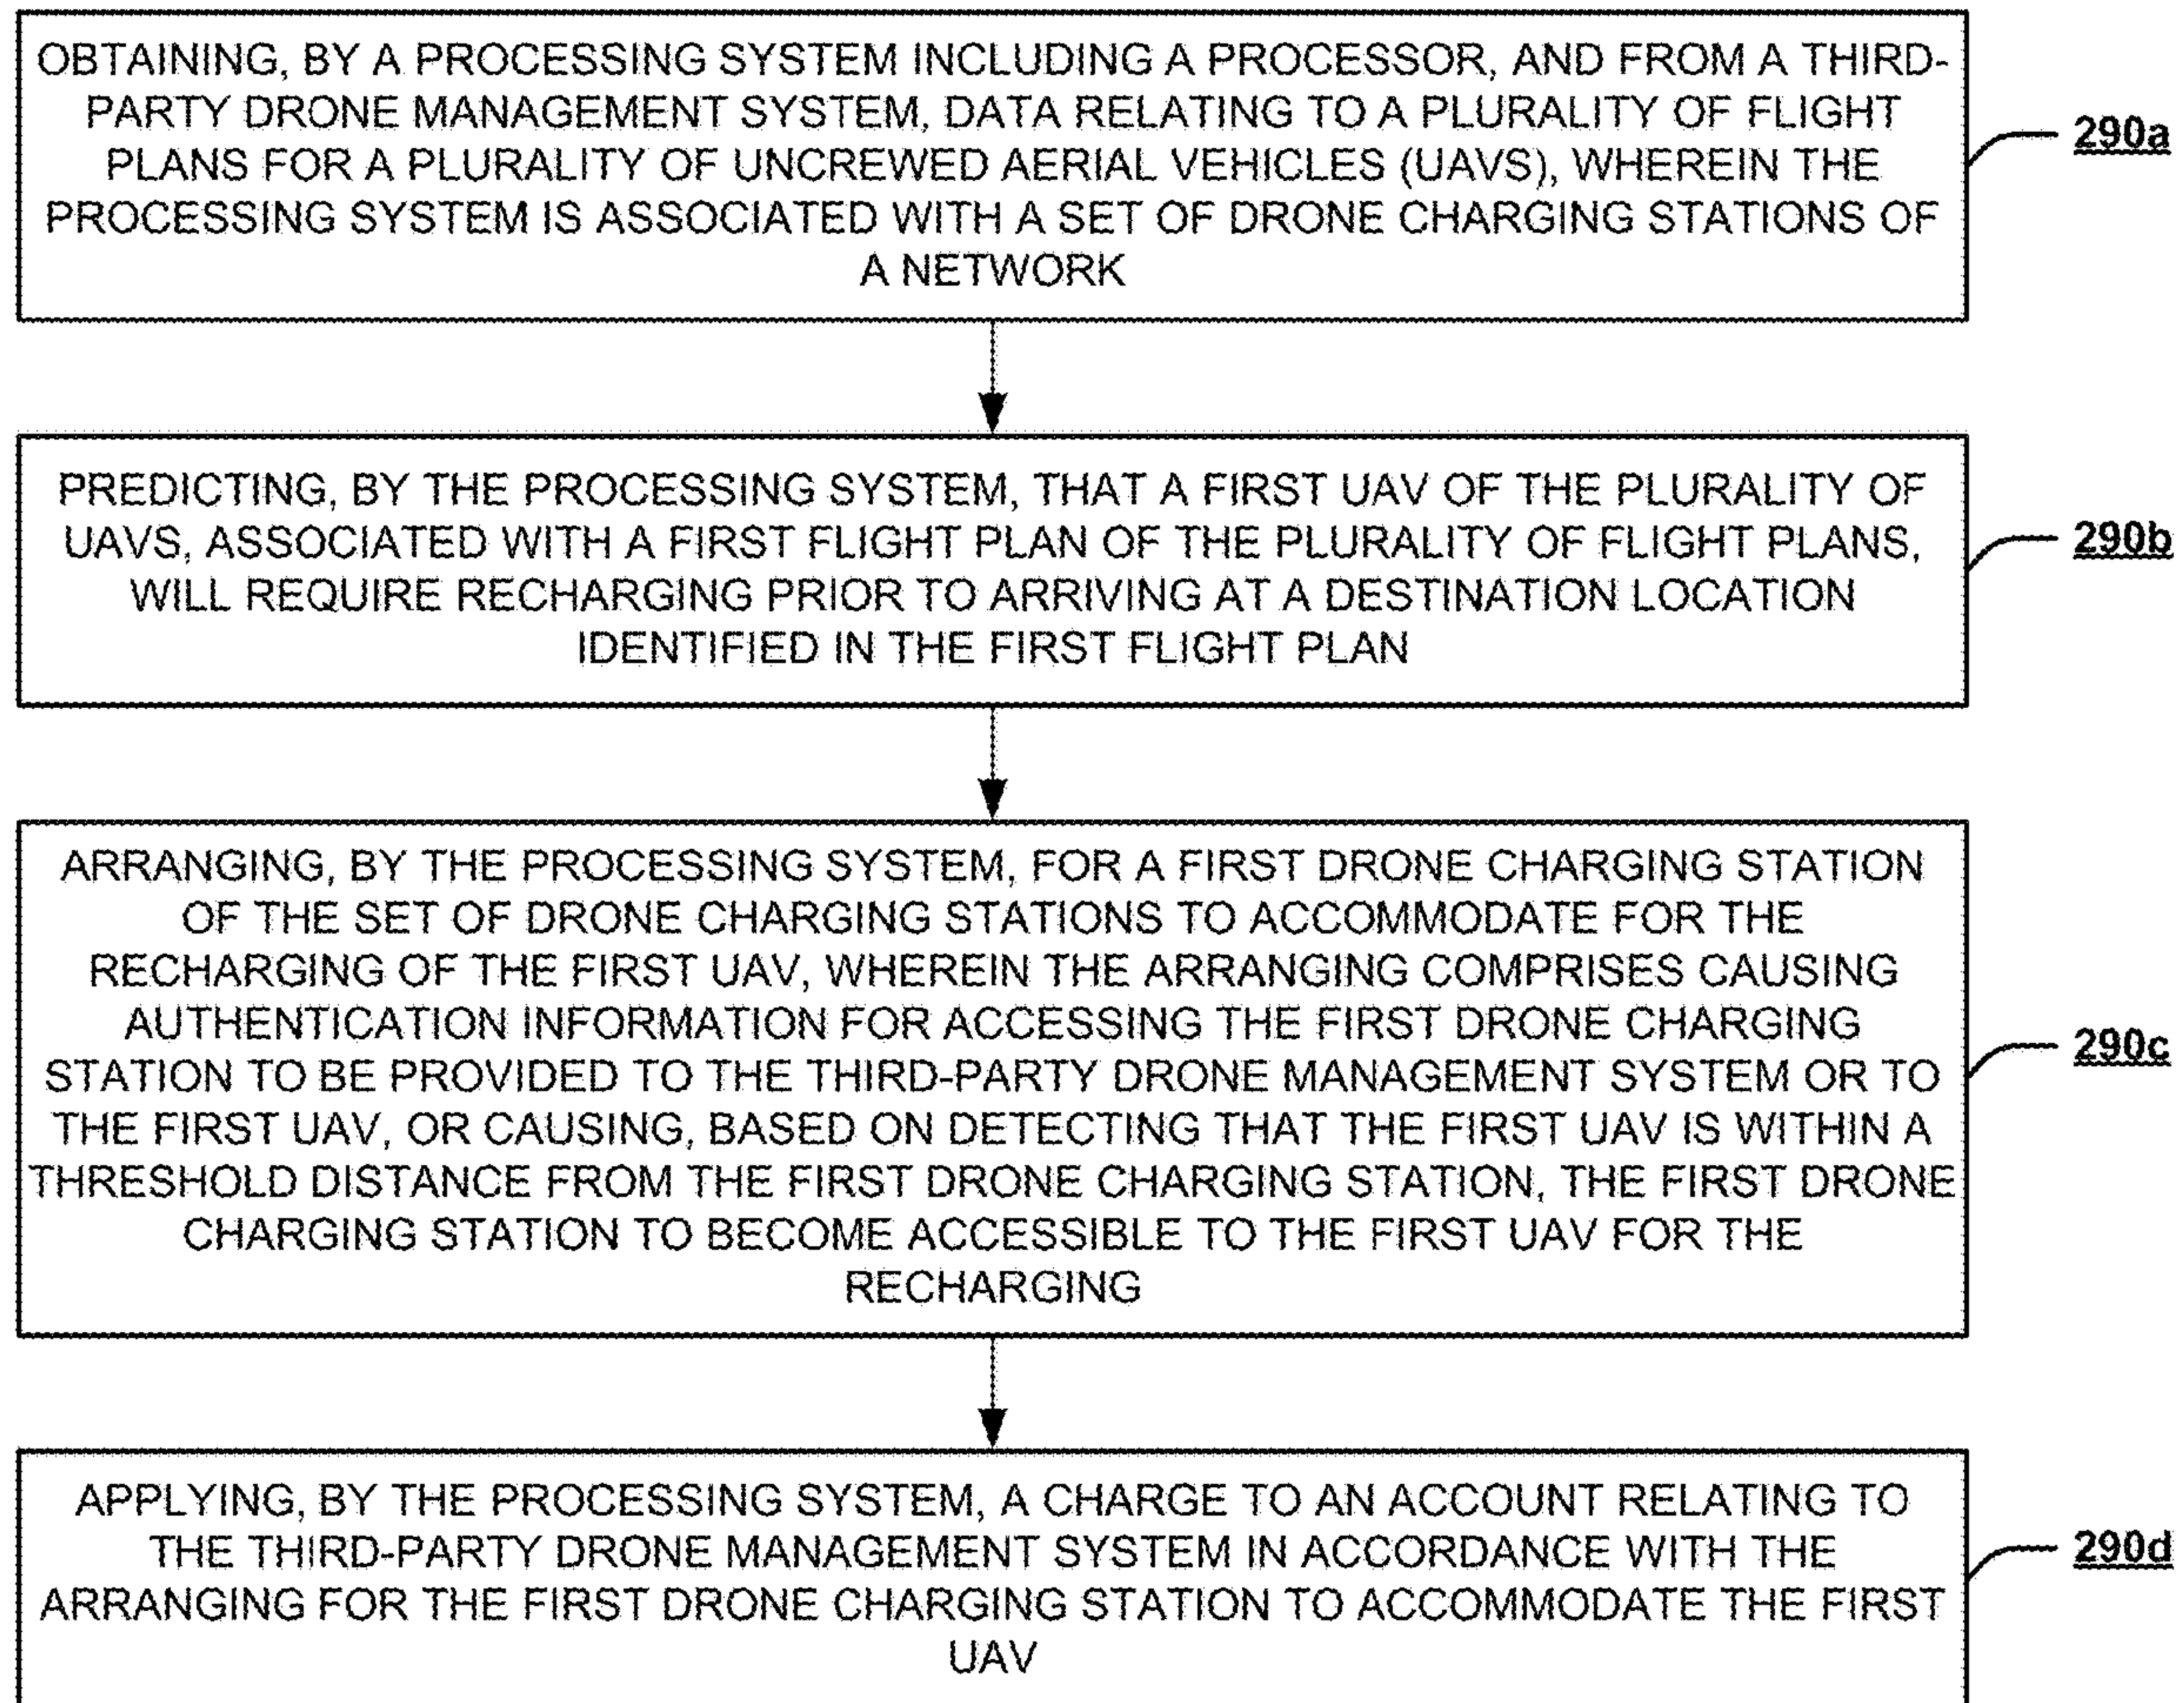 OBTAINING, BY A PROCESSING SYSTEM INCLUDING A PROCESSOR, AND FROM A THIRD-
PARTY DRONE MANAGEMENT SYSTEM, DATA RELATING TO A PLURALITY OF FLIGHT
PLANS FOR A PLURALITY OF UNCREWED AERIAL VEHICLES (UAVS), WHEREIN THE
PROCESSING SYSTEM IS ASSOCIATED WITH A SET OF DRONE CHARGING STATIONS OF
A NETWORK
290a
PREDICTING, BY THE PROCESSING SYSTEM, THAT A FIRST UAV OF THE PLURALITY OF
UAVS, ASSOCIATED WITH A FIRST FLIGHT PLAN OF THE PLURALITY OF FLIGHT PLANS,
WILL REQUIRE RECHARGING PRIOR TO ARRIVING AT A DESTINATION LOCATION
IDENTIFIED IN THE FIRST FLIGHT PLAN
290b
ARRANGING, BY THE PROCESSING SYSTEM, FOR A FIRST DRONE CHARGING STATION
OF THE SET OF DRONE CHARGING STATIONS TO ACCOMMODATE FOR THE
RECHARGING OF THE FIRST UAV, WHEREIN THE ARRANGING COMPRISES CAUSING
AUTHENTICATION INFORMATION FOR ACCESSING THE FIRST DRONE CHARGING
STATION TO BE PROVIDED TO THE THIRD-PARTY DRONE MANAGEMENT SYSTEM OR TO
THE FIRST UAV, OR CAUSING, BASED ON DETECTING THAT THE FIRST UAV IS WITHIN A
THRESHOLD DISTANCE FROM THE FIRST DRONE CHARGING STATION, THE FIRST DRONE
CHARGING STATION TO BECOME ACCESSIBLE TO THE FIRST UAV FOR THE
RECHARGING
290c
APPLYING, BY THE PROCESSING SYSTEM, A CHARGE TO AN ACCOUNT RELATING TO
THE THIRD-PARTY DRONE MANAGEMENT SYSTEM IN ACCORDANCE WITH THE
ARRANGING FOR THE FIRST DRONE CHARGING STATION TO ACCOMMODATE THE FIRST
UAV
290d